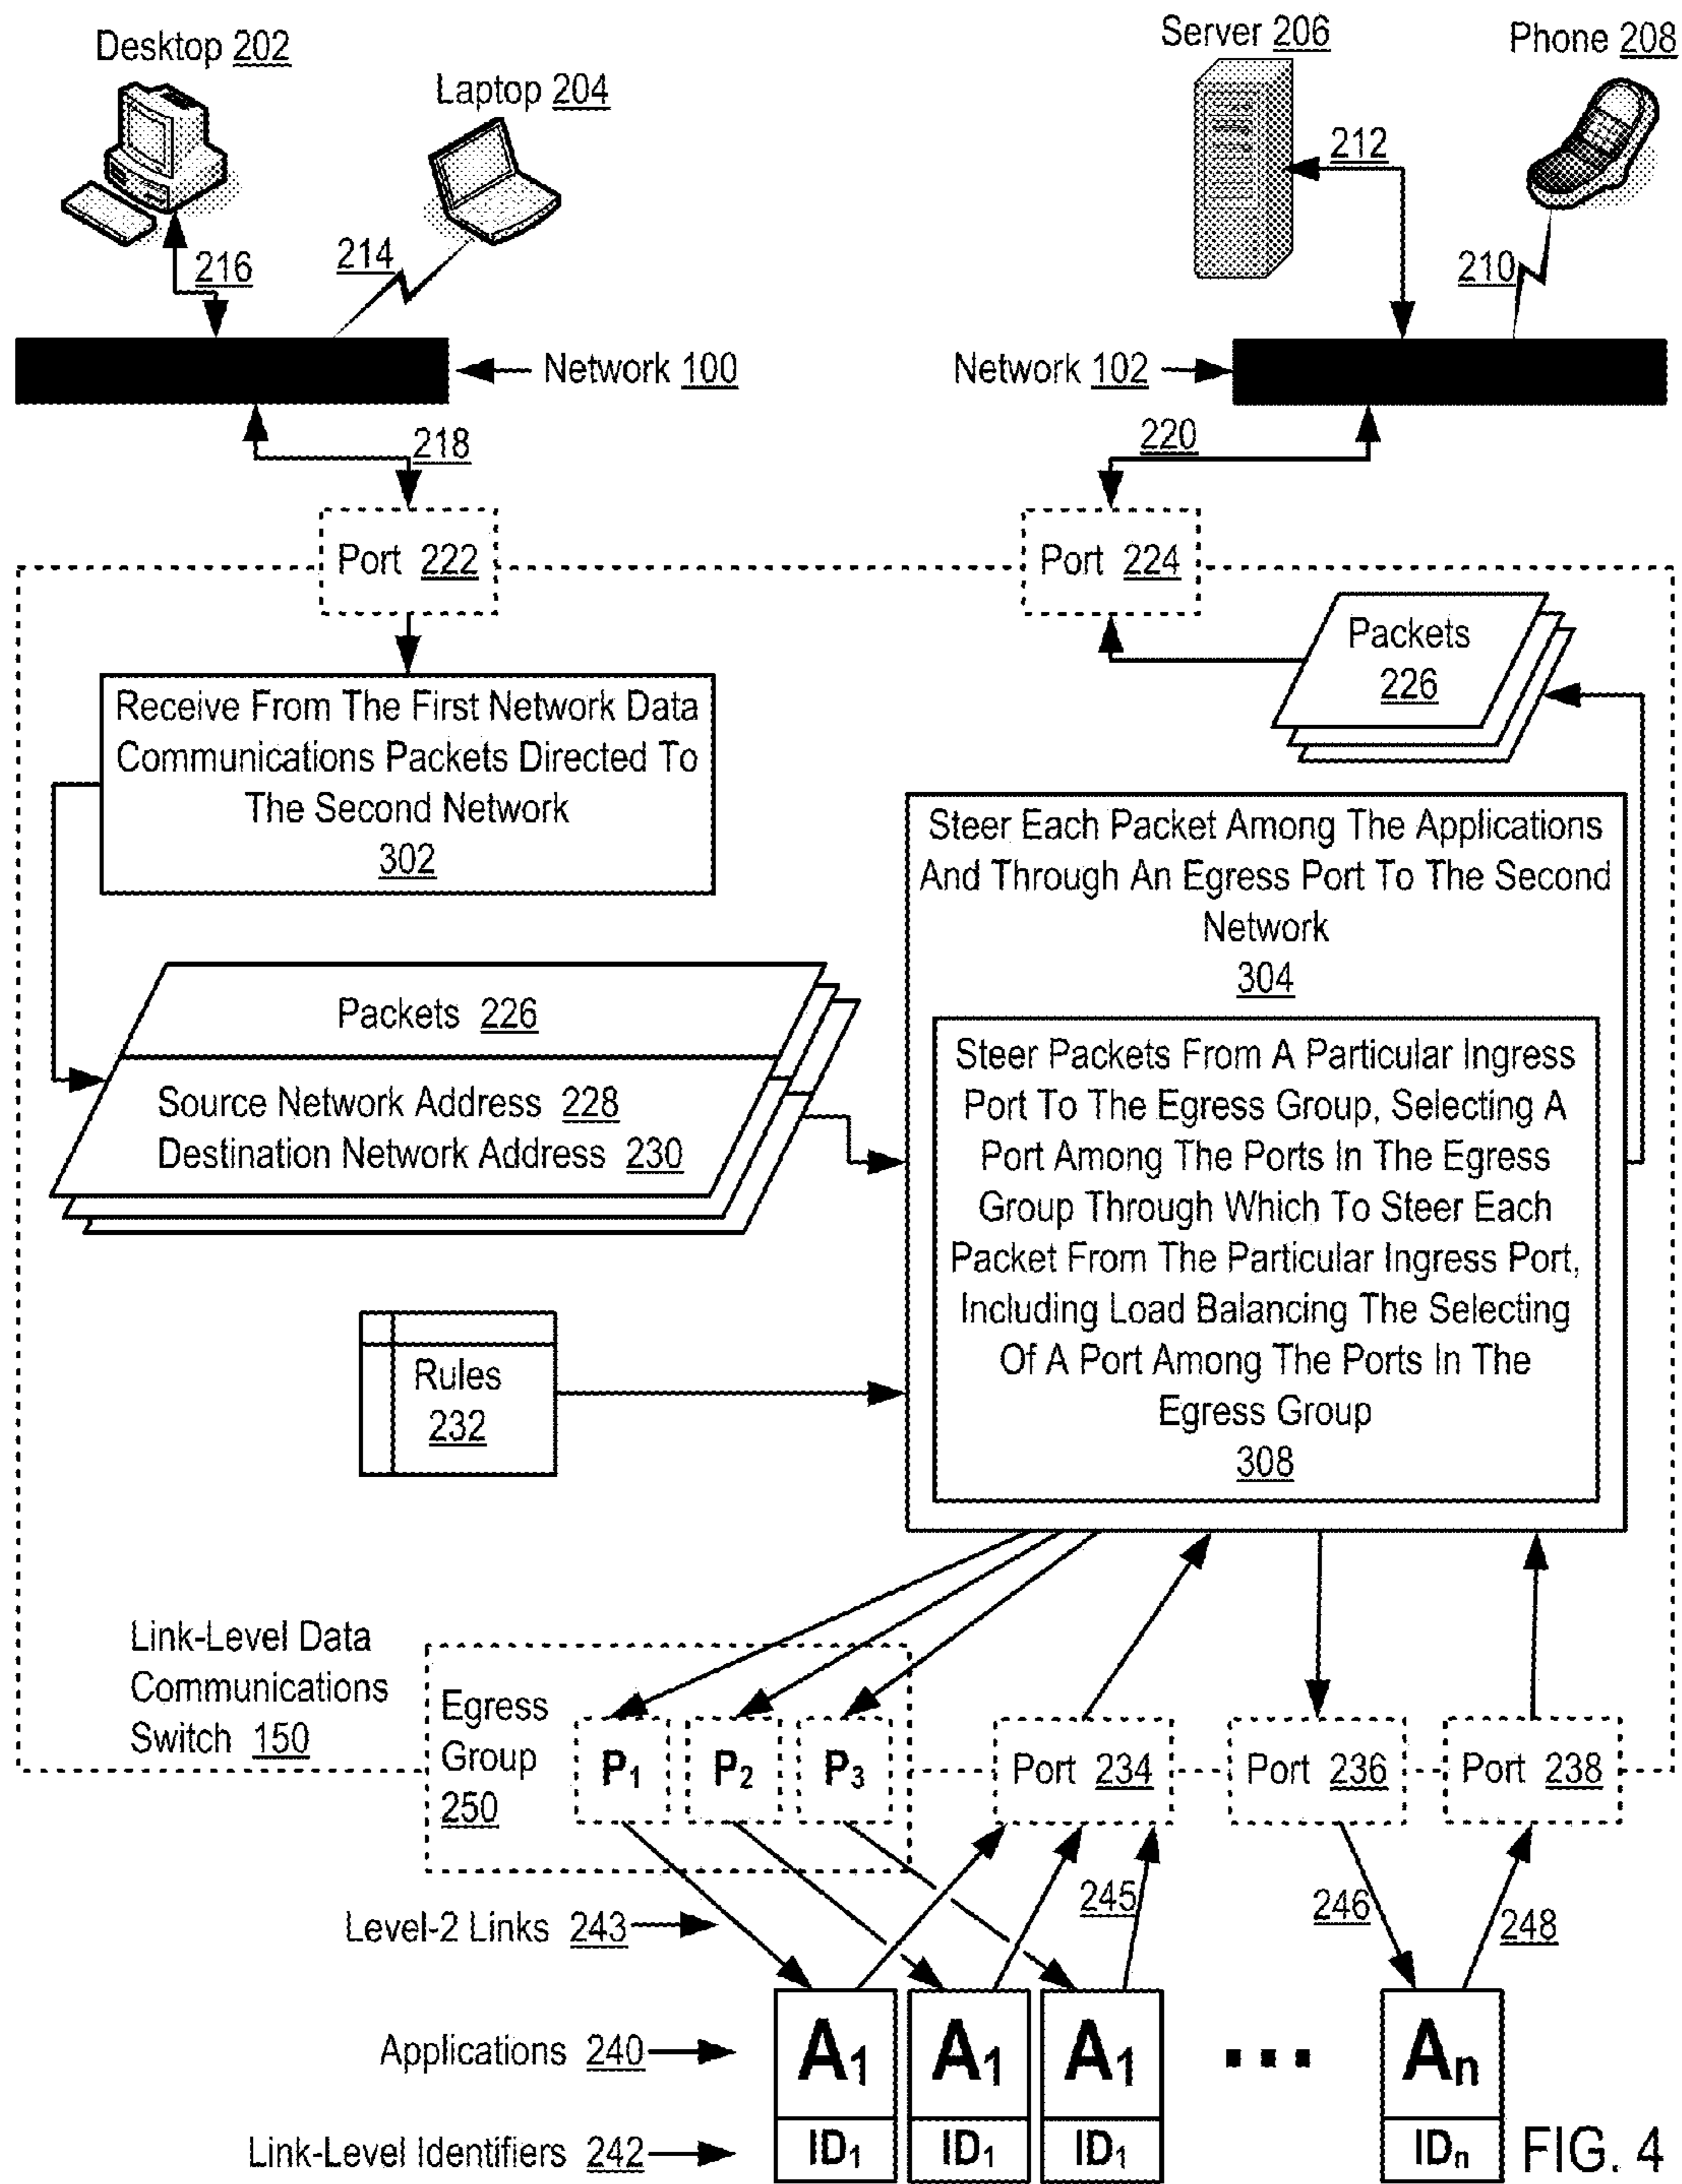 Desktop 202
Laptop 204
Server 206
Phone 208
216
214
212
210
Network 100
Network 102
218
220
Port 222
Port 224
Packets
226
Receive From The First Network Data
Communications Packets Directed To
The Second Network
302
Steer Each Packet Among The Applications
And Through An Egress Port To The Second
Network
304
Packets 226
Source Network Address 228
Destination Network Address 230
Steer Packets From A Particular Ingress
Port To The Egress Group, Selecting A
Port Among The Ports In The Egress
Group Through Which To Steer Each
Packet From The Particular Ingress Port,
Including Load Balancing The Selecting
Of A Port Among The Ports In The
Egress Group
308
Rules
232
Link-Level Data
Communications
Switch 150
Egress
Group
250
P1
P2
P3
Port 234
Port 236
Port 238
Level-2 Links 243
245
246
248
Applications 240
A1
A1
A1
...
An
Link-Level Identifiers 242
ID1
ID1
ID1
IDn
FIG. 4